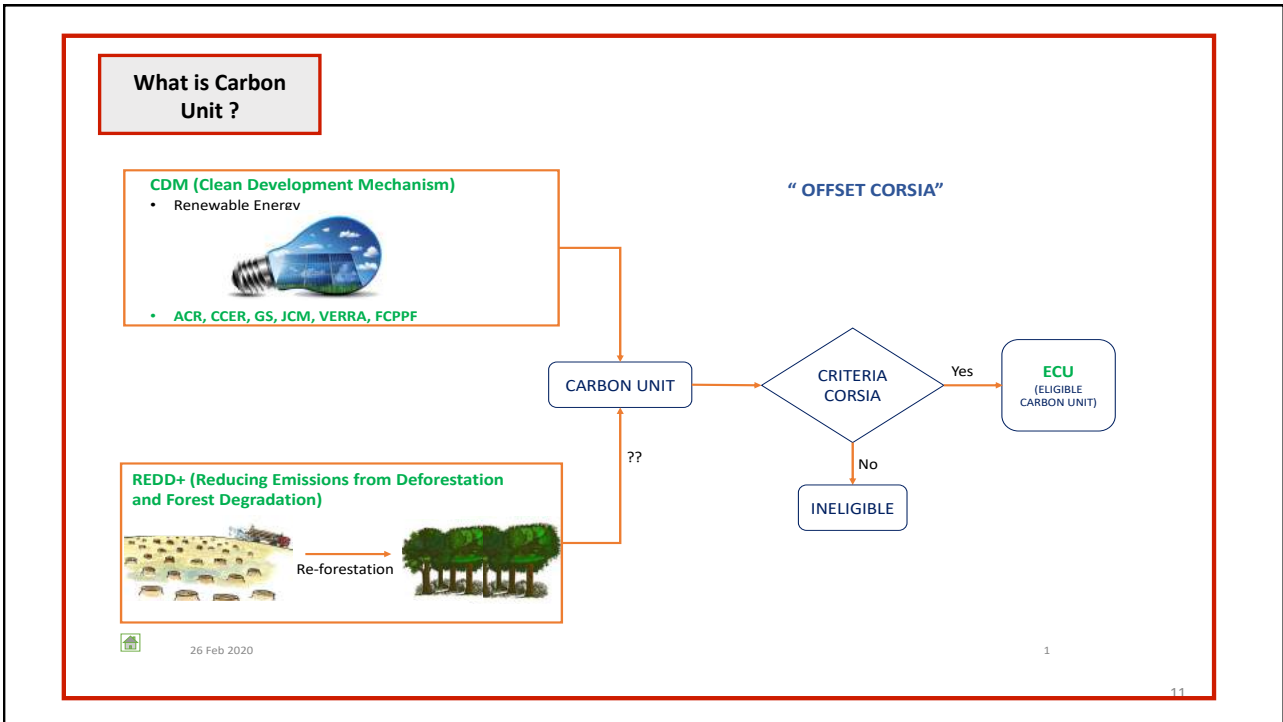 What is Carbon
Unit ?
CDM (Clean Development Mechanism)
• Renewable Energy
• ACR, CCER, GS, JCM, VERRA, FCPPF
“ OFFSET CORSIA”
CARBON UNIT
CRITERIA
CORSIA
Yes
ECU
(ELIGIBLE
CARBON UNIT)
No
INELIGIBLE
??
REDD+ (Reducing Emissions from Deforestation
and Forest Degradation)
Re-forestation
26 Feb 2020
1
11